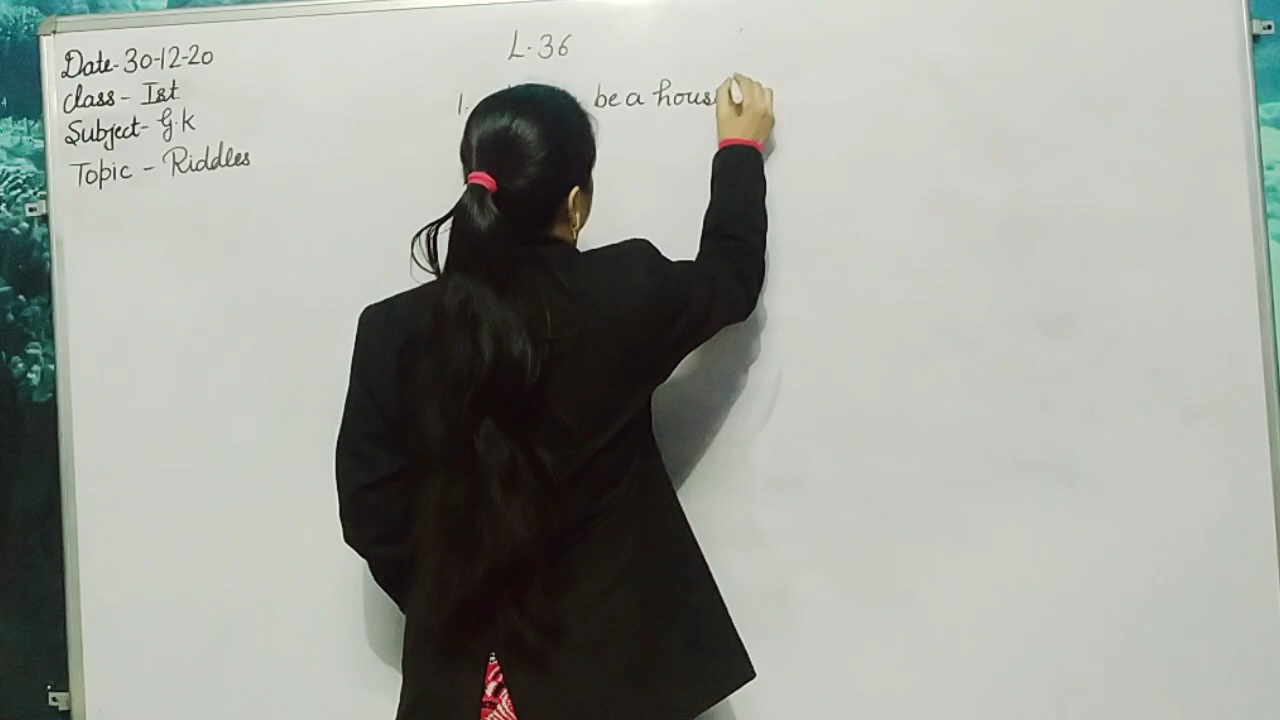 Date-30-12-20
Class - Ist
Subject- G.K
Topic - Riddles
L.36
1. be a hous